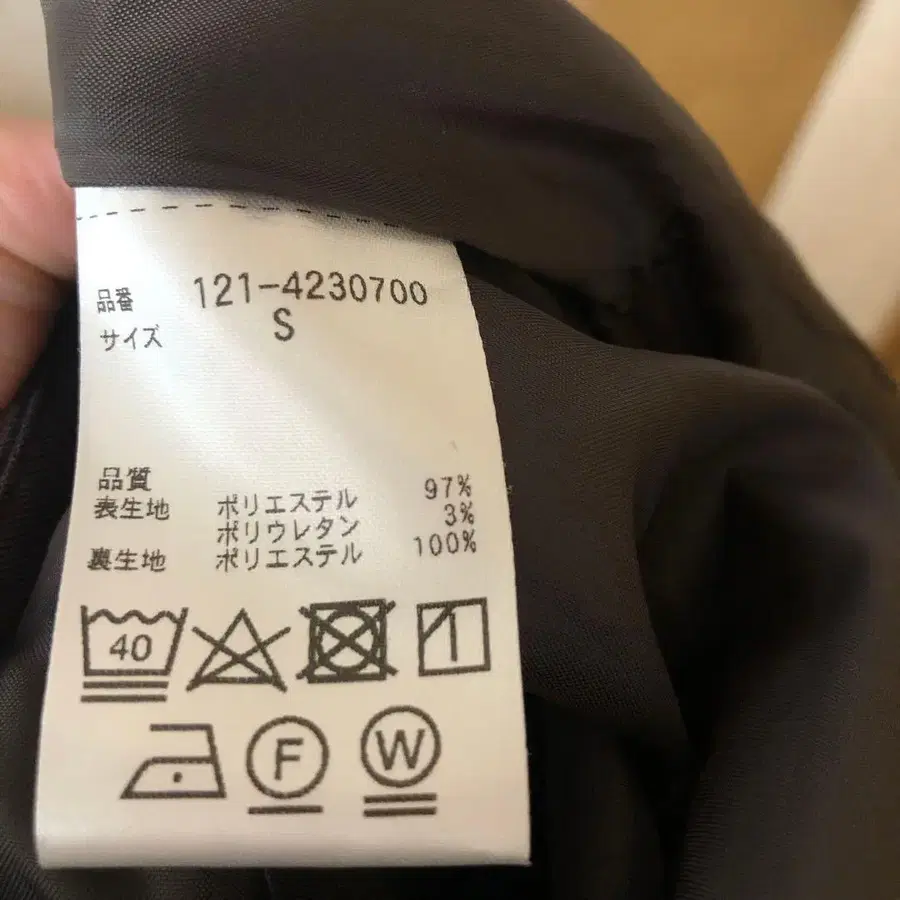 品番 121-4230700
サイズ S
品質
表生地 ポリエステル 97%
ポリウレタン 3%
裏生地 ポリエステル 100%
40
F W